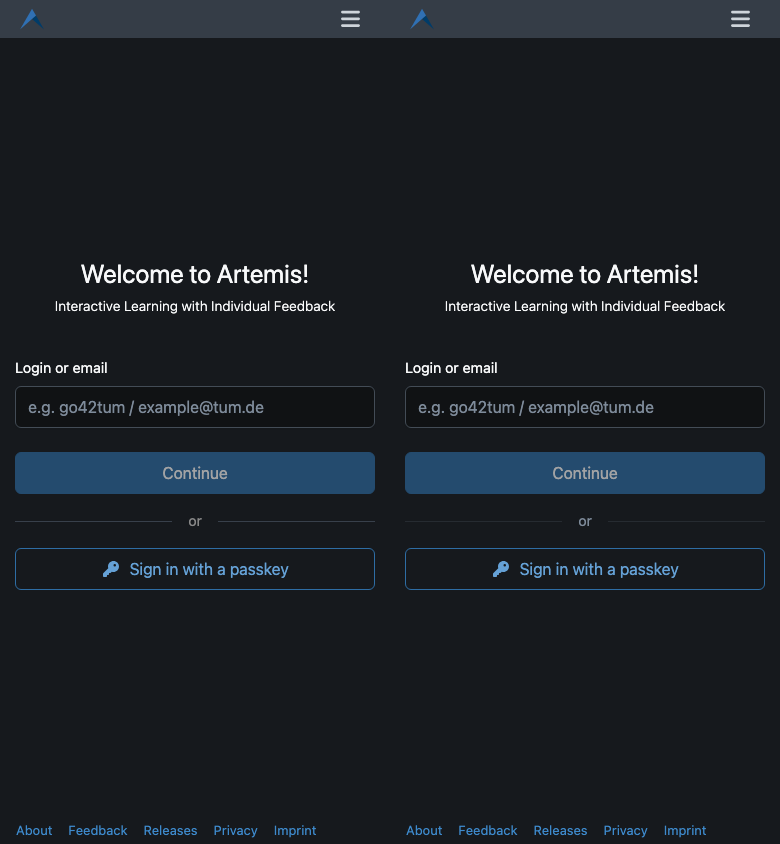 Welcome to Artemis!
Interactive Learning with Individual Feedback
Login or email
e.g. go42tum / example@tum.de
Continue
or
Sign in with a passkey
About Feedback Releases Privacy Imprint
Welcome to Artemis!
Interactive Learning with Individual Feedback
Login or email
e.g. go42tum / example@tum.de
Continue
or
Sign in with a passkey
About Feedback Releases Privacy Imprint